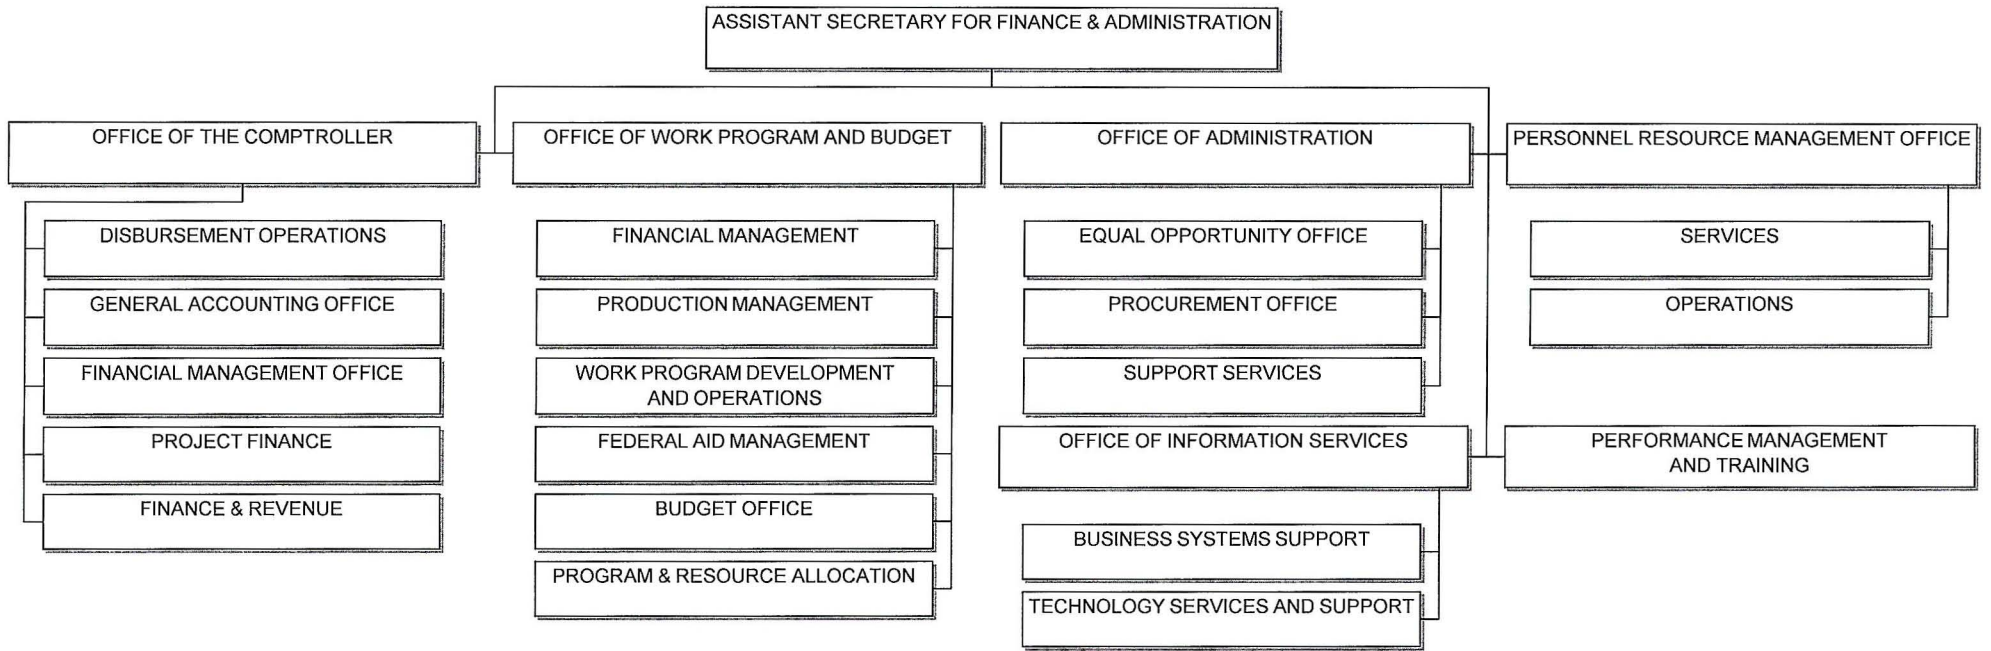 ASSISTANT SECRETARY FOR FINANCE & ADMINISTRATION
OFFICE OF THE COMPTROLLER
DISBURSEMENT OPERATIONS
GENERAL ACCOUNTING OFFICE
FINANCIAL MANAGEMENT OFFICE
PROJECT FINANCE
FINANCE & REVENUE
OFFICE OF WORK PROGRAM AND BUDGET
FINANCIAL MANAGEMENT
PRODUCTION MANAGEMENT
WORK PROGRAM DEVELOPMENT
AND OPERATIONS
FEDERAL AID MANAGEMENT
BUDGET OFFICE
PROGRAM & RESOURCE ALLOCATION
OFFICE OF ADMINISTRATION
EQUAL OPPORTUNITY OFFICE
PROCUREMENT OFFICE
SUPPORT SERVICES
OFFICE OF INFORMATION SERVICES
BUSINESS SYSTEMS SUPPORT
TECHNOLOGY SERVICES AND SUPPORT
PERSONNEL RESOURCE MANAGEMENT OFFICE
SERVICES
OPERATIONS
PERFORMANCE MANAGEMENT
AND TRAINING